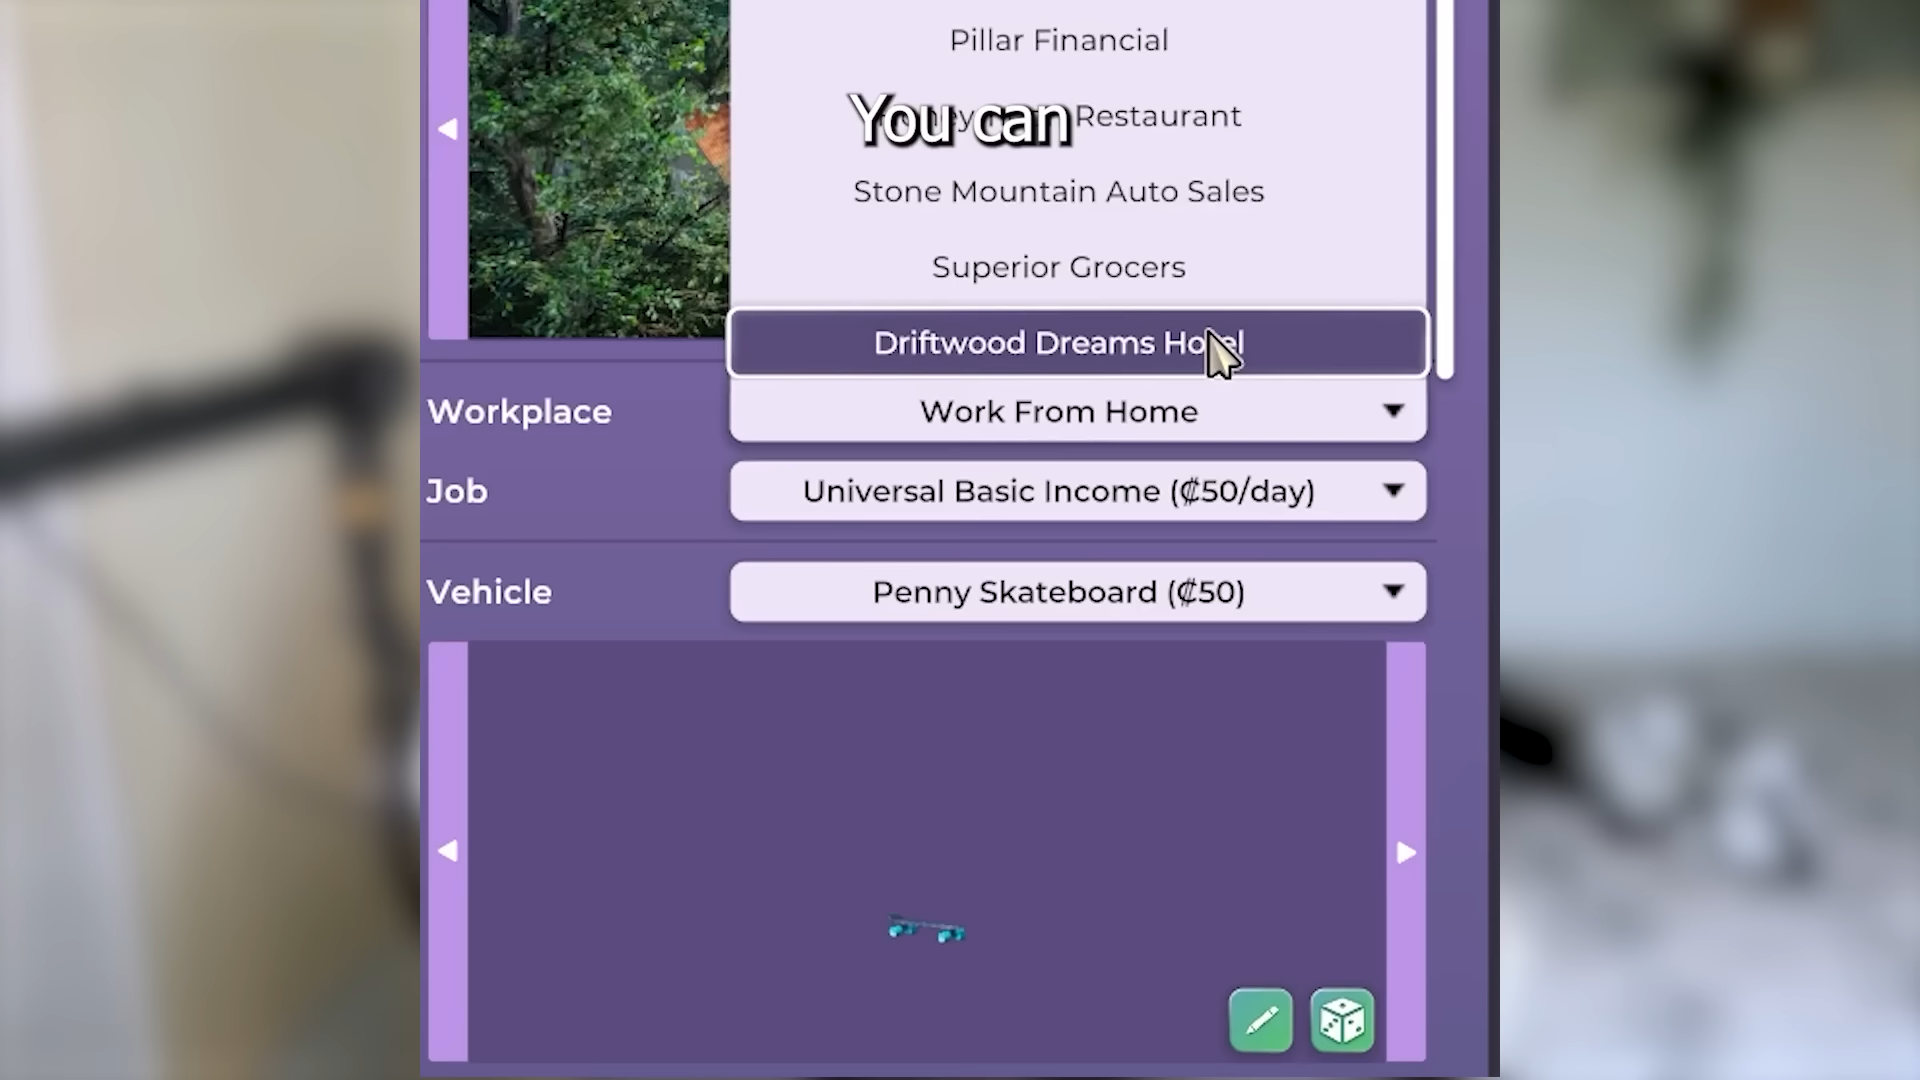 Pillar Financial
You can
Restaurant
Stone Mountain Auto Sales
Superior Grocers
Driftwood Dreams Hotel
Workplace
Work From Home
Job
Universal Basic Income (₡50/day)
Vehicle
Penny Skateboard (₡50)